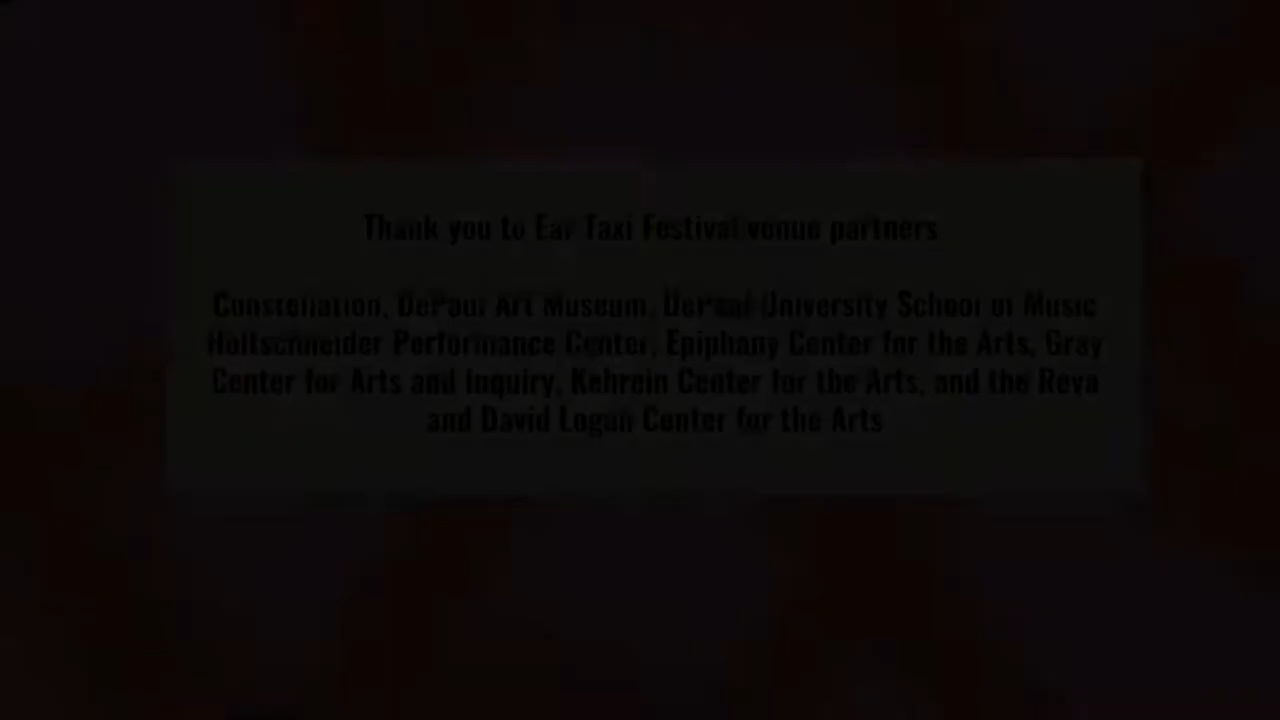 Thank you to Ear Taxi Festival venue partners
Constellation, DePaul Art Museum, DePaul University School of Music
Holtschneider Performance Center, Epiphany Center for the Arts, Gray
Center for Arts and Inquiry, Kehrein Center for the Arts, and the Reva
and David Logan Center for the Arts